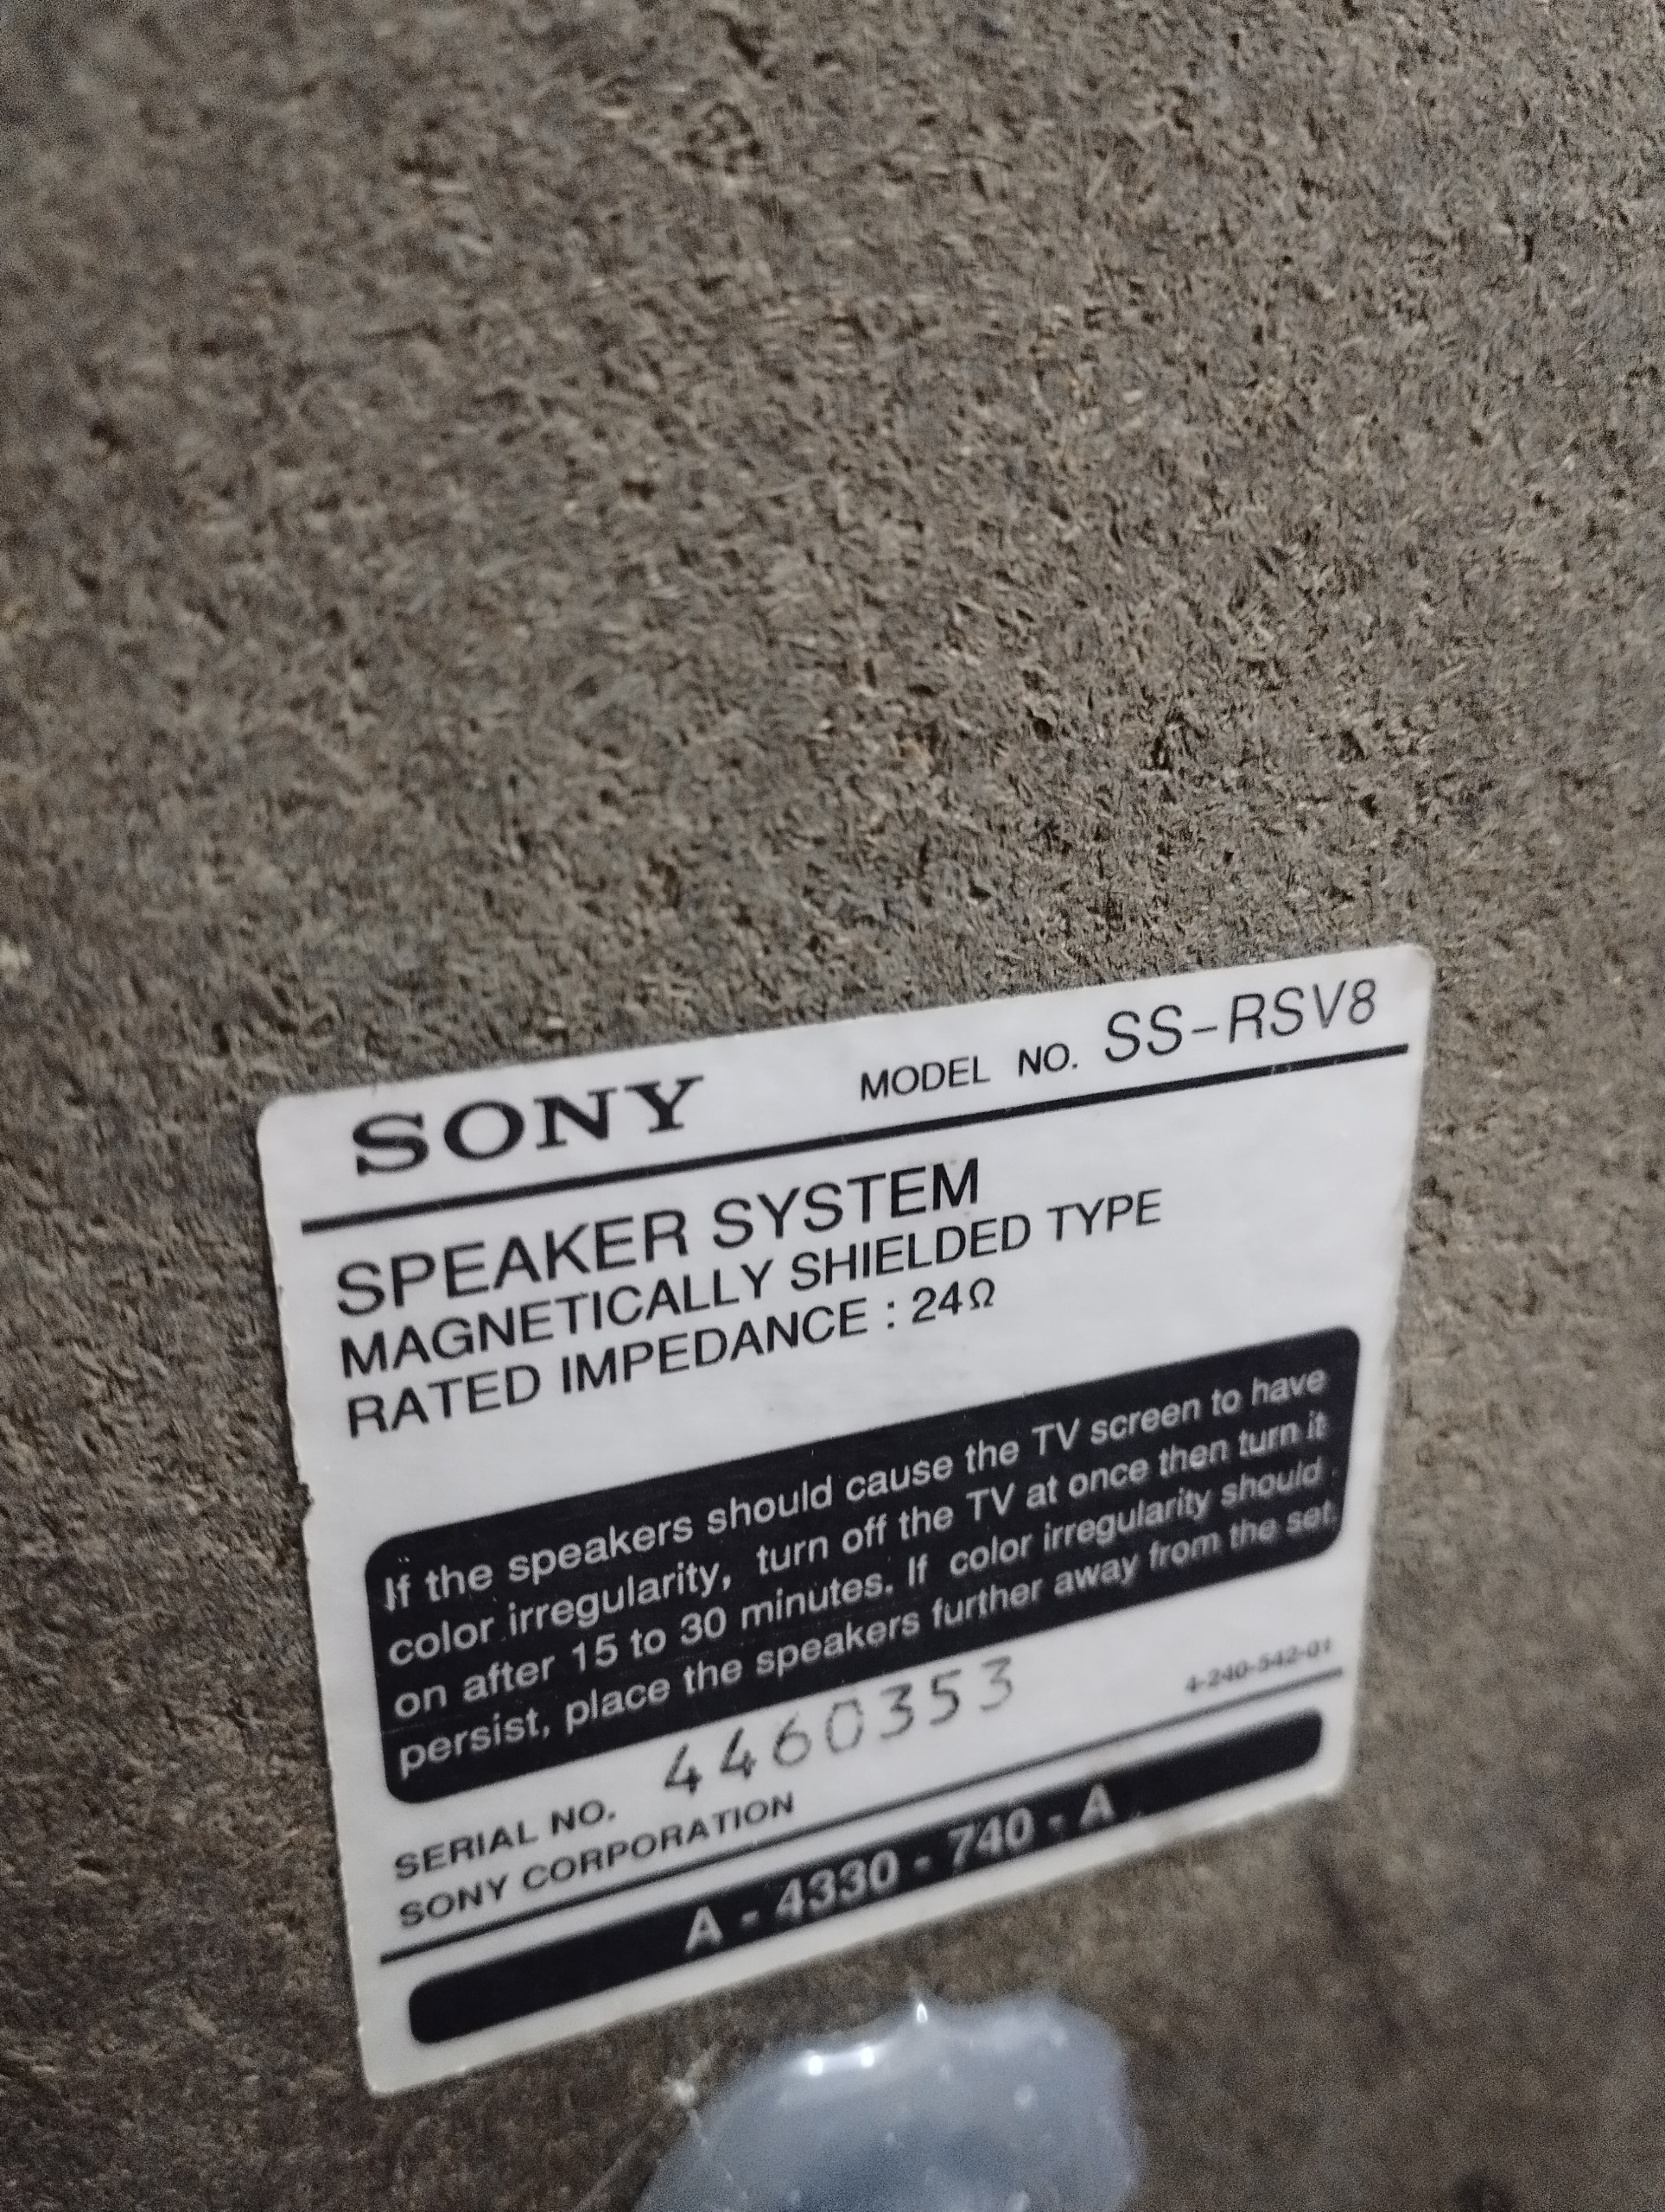 SONY MODEL NO. SS-RSV8
SPEAKER SYSTEM
MAGNETICALLY SHIELDED TYPE
RATED IMPEDANCE : 24Ω
If the speakers should cause the TV screen to have
color irregularity, turn off the TV at once then turn it
on after 15 to 30 minutes. If color irregularity should
persist, place the speakers further away from the set.
SERIAL NO. 4460353
4-240-542-01
SONY CORPORATION
A - 4330 - 740 - A